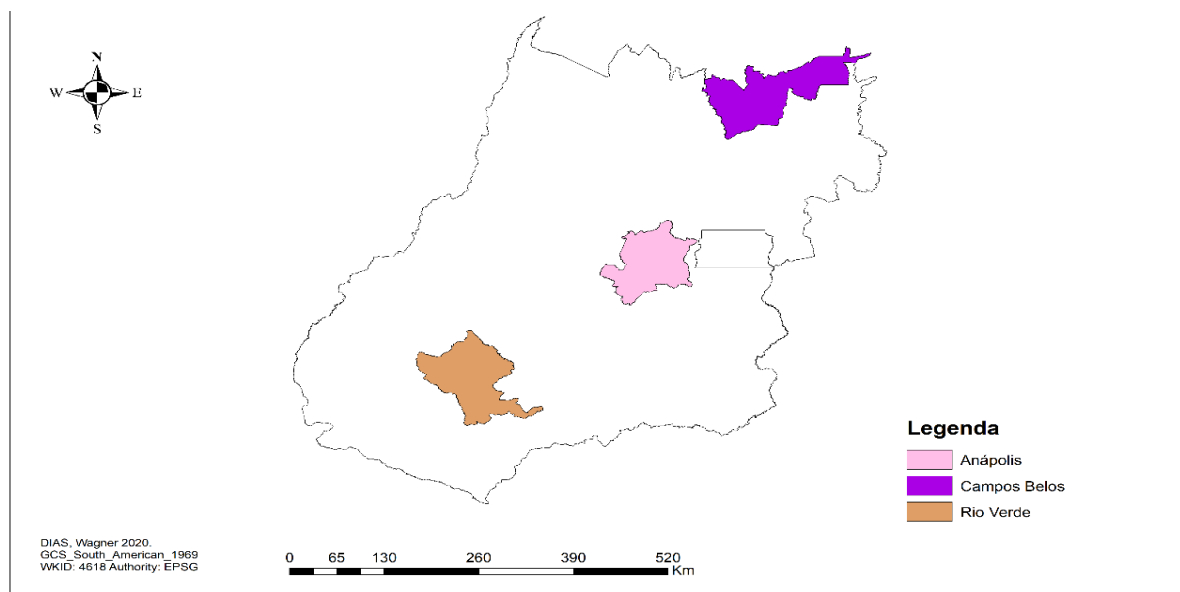 N
W E
S
Legenda
Anápolis
Campos Belos
Rio Verde
DIAS, Wagner 2020.
GCS_South_American_1969
WKID: 4618 Authority: EPSG
0 65 130 260 390 520
Km